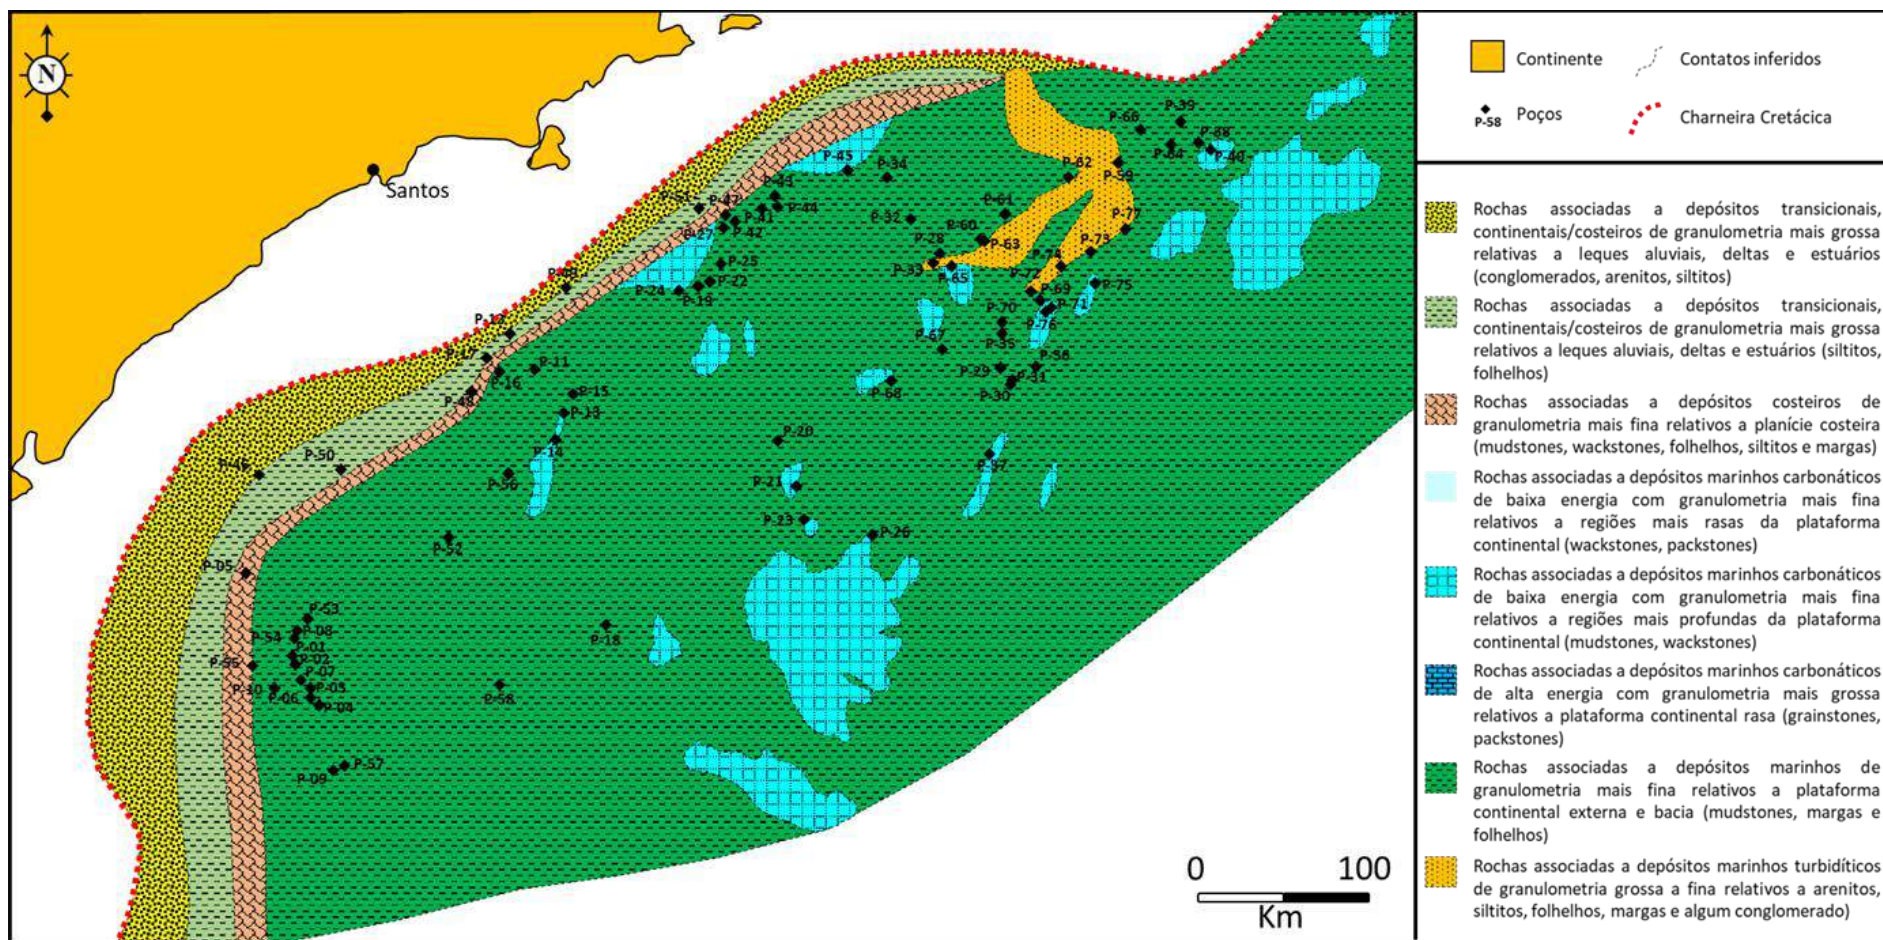 N
Santos
P-39
P-66
P-38
P-64
P-40
P-62
P-59
P-45
P-34
P-43
P-44
P-47
P-41
P-42
P-27
P-32
P-61
P-60
P-63
P-28
P-33
P-65
P-77
P-73
P-74
P-72
P-75
P-69
P-71
P-76
P-70
P-35
P-67
P-25
P-22
P-24
P-19
P-12
P-17
P-11
P-16
P-48
P-15
P-13
P-14
P-56
P-29
P-36
P-31
P-30
P-68
P-20
P-37
P-21
P-23
P-26
P-46
P-50
P-52
P-05
P-53
P-08
P-54
P-01
P-02
P-55
P-07
P-10
P-06
P-03
P-04
P-18
P-58
P-57
P-09
0 100
Km
Continente
Contatos inferidos
P-58
Poços
Charneira Cretácica
Rochas associadas a depósitos transicionais,
continentais/costeiros de granulometria mais grossa
relativas a leques aluviais, deltas e estuários
(conglomerados, arenitos, siltitos)
Rochas associadas a depósitos transicionais,
continentais/costeiros de granulometria mais grossa
relativos a leques aluviais, deltas e estuários (siltitos,
folhelhos)
Rochas associadas a depósitos costeiros de
granulometria mais fina relativos a planície costeira
(mudstones, wackstones, folhelhos, siltitos e margas)
Rochas associadas a depósitos marinhos carbonáticos
de baixa energia com granulometria mais fina
relativos a regiões mais rasas da plataforma
continental (wackstones, packstones)
Rochas associadas a depósitos marinhos carbonáticos
de baixa energia com granulometria mais fina
relativos a regiões mais profundas da plataforma
continental (mudstones, wackstones)
Rochas associadas a depósitos marinhos carbonáticos
de alta energia com granulometria mais grossa
relativos a plataforma continental rasa (grainstones,
packstones)
Rochas associadas a depósitos marinhos de
granulometria mais fina relativos a plataforma
continental externa e bacia (mudstones, margas e
folhelhos)
Rochas associadas a depósitos marinhos turbidíticos
de granulometria grossa a fina relativos a arenitos,
siltitos, folhelhos, margas e algum conglomerado)